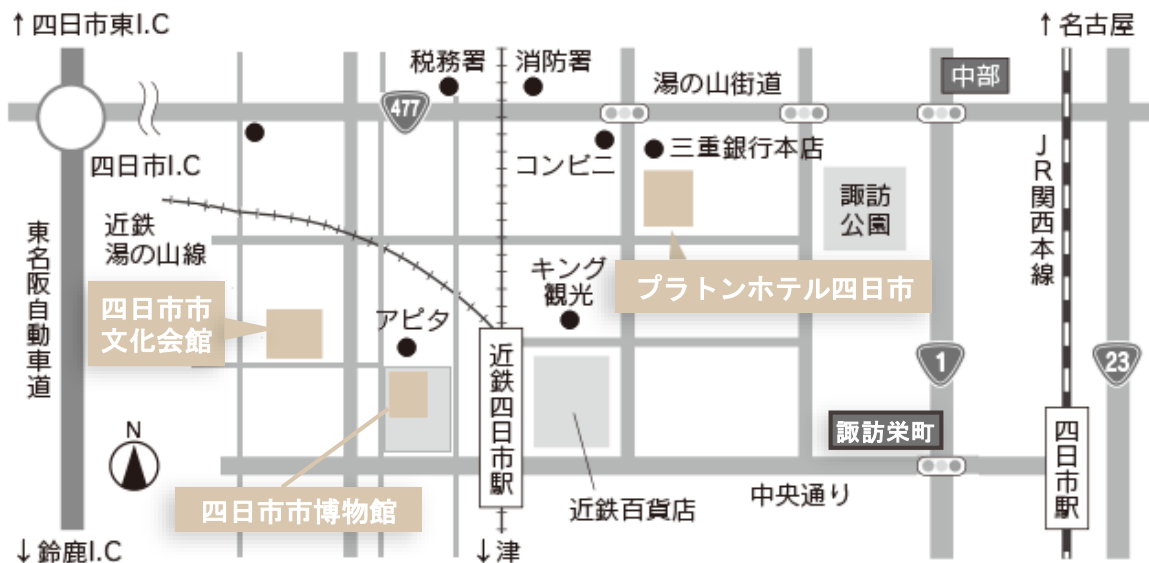 ↑四日市東I.C
↑名古屋
税務署
消防署
中部
湯の山街道
477
四日市I.C
コンビニ
三重銀行本店
JR関西本線
諏訪
公園
近鉄
湯の山線
東名阪自動車道
キング
観光
プラトンホテル四日市
四日市市
文化会館
アピタ
近鉄四日市駅
1
23
N
諏訪栄町
四日市駅
四日市市博物館
近鉄百貨店
中央通り
↓鈴鹿I.C
↓津